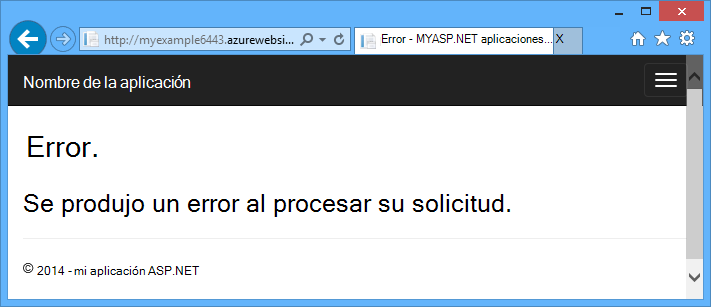 http://myexample6443.azurewebsi...
Error - MYASP.NET aplicaciones... X
Nombre de la aplicación
Error.
Se produjo un error al procesar su solicitud.
© 2014 - mi aplicación ASP.NET